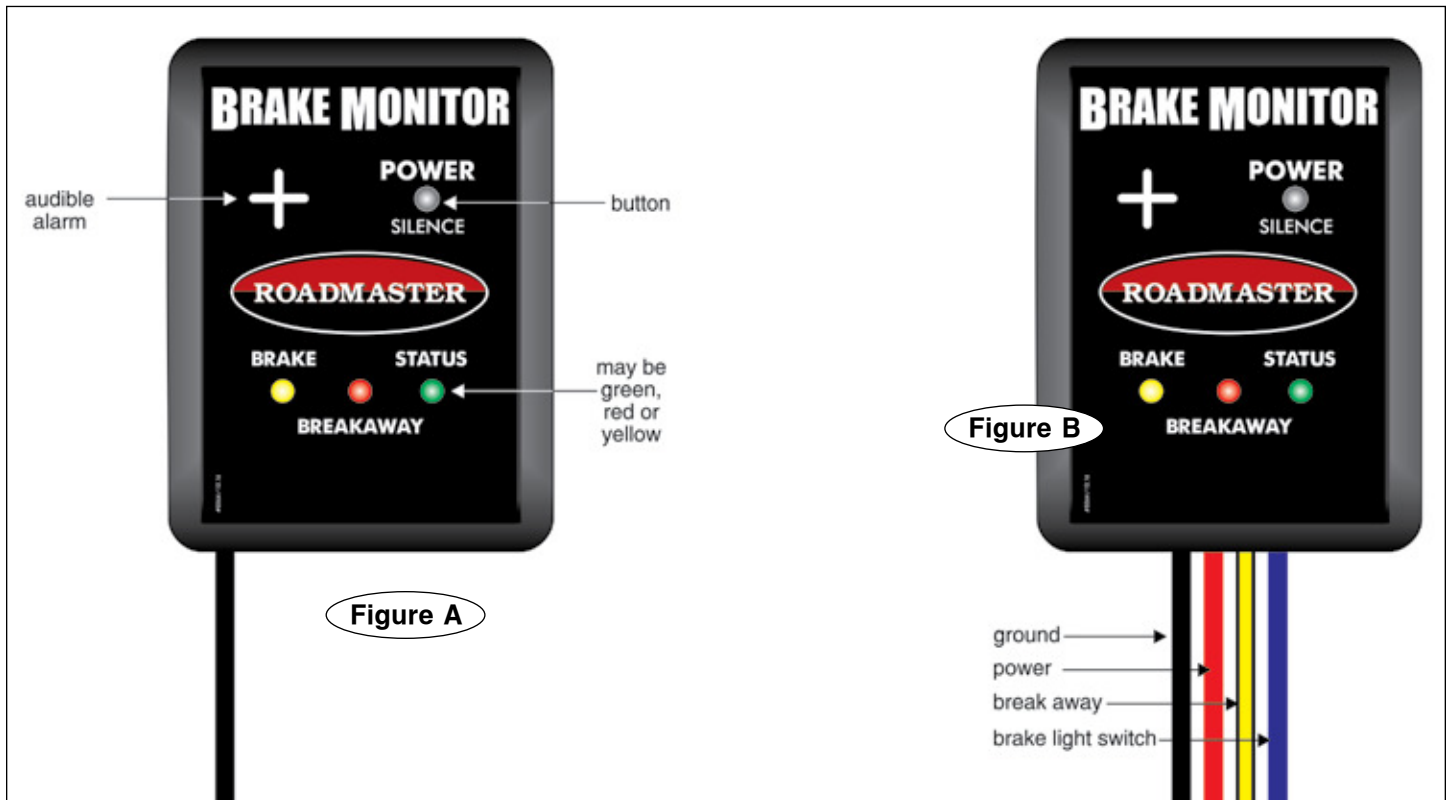 BRAKE MONITOR
audible
alarm
POWER
button
SILENCE
ROADMASTER
BRAKE STATUS
may be
green,
red or
yellow
BREAKAWAY
Figure A
BRAKE MONITOR
POWER
SILENCE
ROADMASTER
BRAKE STATUS
BREAKAWAY
Figure B
ground
power
break away
brake light switch